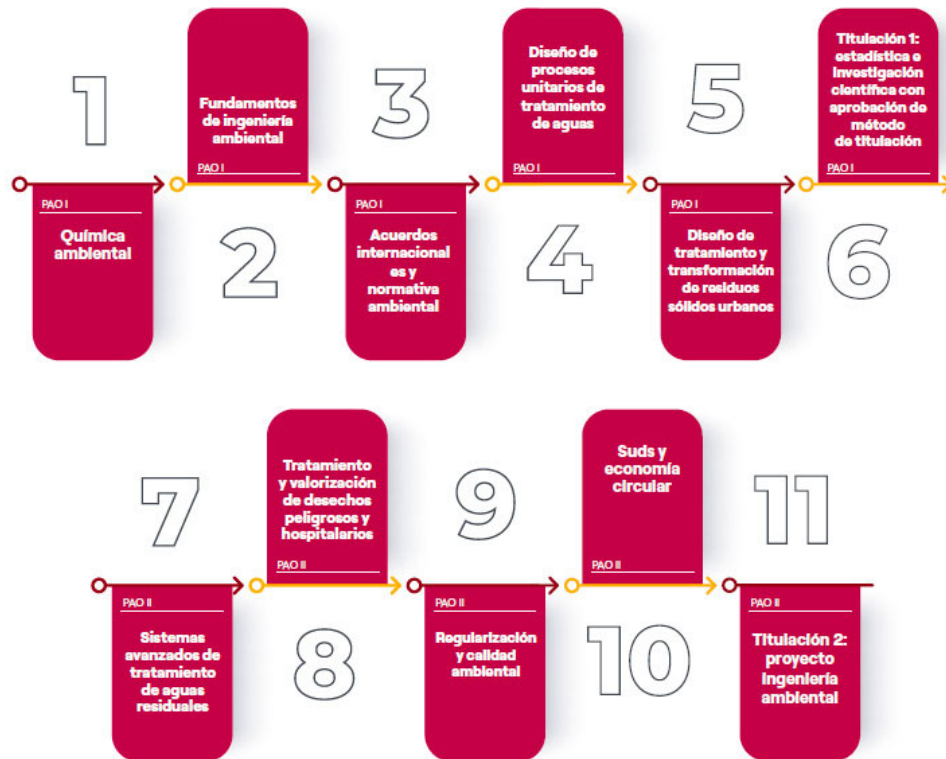 1
PAO I
Química
ambiental
Fundamentos
de ingeniería
ambiental
PAO I
2
3
PAO I
Acuerdos
internacional
es y
normativa
ambiental
Diseño de
procesos
unitarios de
tratamiento
de aguas
PAO I
4
5
PAO I
Diseño de
tratamiento y
transformación
de residuos
sólidos urbanos
Titulación 1:
estadística e
investigación
científica con
aprobación de
método
de titulación
PAO I
6
7
PAO II
Sistemas
avanzados de
tratamiento
de aguas
residuales
Tratamiento
y valorización
de desechos
peligrosos y
hospitalarios
PAO II
8
9
PAO II
Regularización
y calidad
ambiental
Suds y
economía
circular
PAO II
10
11
PAO II
Titulación 2:
proyecto
ingeniería
ambiental